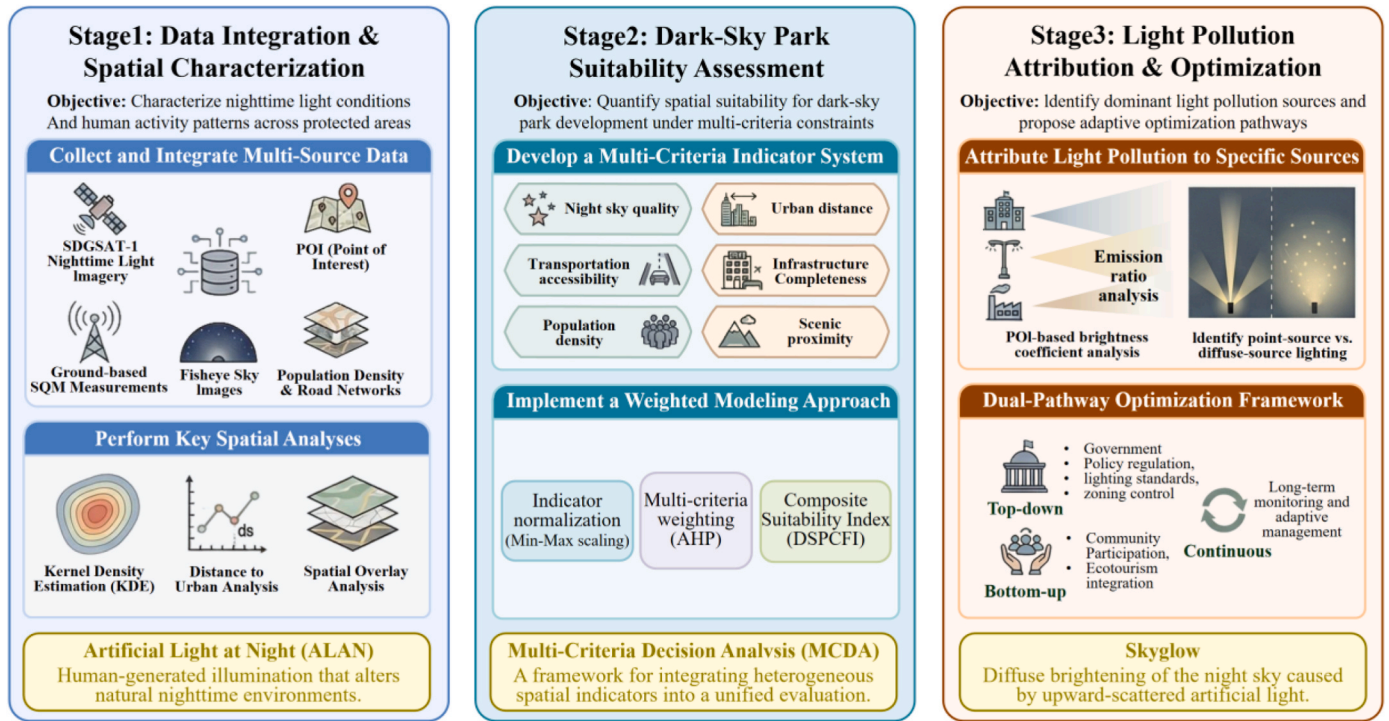 Stage1: Data Integration &
Spatial Characterization
Objective: Characterize nighttime light conditions
And human activity patterns across protected areas
Collect and Integrate Multi-Source Data
SDGSAT-1
Nighttime Light
Imagery
POI (Point of
Interest)
Ground-based
SQM Measurements
Fisheye Sky
Images
Population Density
& Road Networks
Perform Key Spatial Analyses
Kernel Density
Estimation (KDE)
ds
Distance to
Urban Analysis
Spatial Overlay
Analysis
Artificial Light at Night (ALAN)
Human-generated illumination that alters
natural nighttime environments.
Stage2: Dark-Sky Park
Suitability Assessment
Objective: Quantify spatial suitability for dark-sky
park development under multi-criteria constraints
Develop a Multi-Criteria Indicator System
Night sky quality
Urban distance
Transportation
accessibility
Infrastructure
Completeness
Population
density
Scenic
proximity
Implement a Weighted Modeling Approach
Indicator
normalization
(Min-Max scaling)
Multi-criteria
weighting
(AHP)
Composite
Suitability Index
(DSPCFI)
Multi-Criteria Decision Analysis (MCDA)
A framework for integrating heterogeneous
spatial indicators into a unified evaluation.
Stage3: Light Pollution
Attribution & Optimization
Objective: Identify dominant light pollution sources and
propose adaptive optimization pathways
Attribute Light Pollution to Specific Sources
Emission
ratio
analysis
POI-based brightness
coefficient analysis
Identify point-source vs.
diffuse-source lighting
Dual-Pathway Optimization Framework
Top-down
• Government
• Policy regulation,
• lighting standards,
• zoning control
Bottom-up
• Community
Participation,
• Ecotourism
integration
Continuous
Long-term
monitoring and
adaptive
management
Skyglow
Diffuse brightening of the night sky caused
by upward-scattered artificial light.